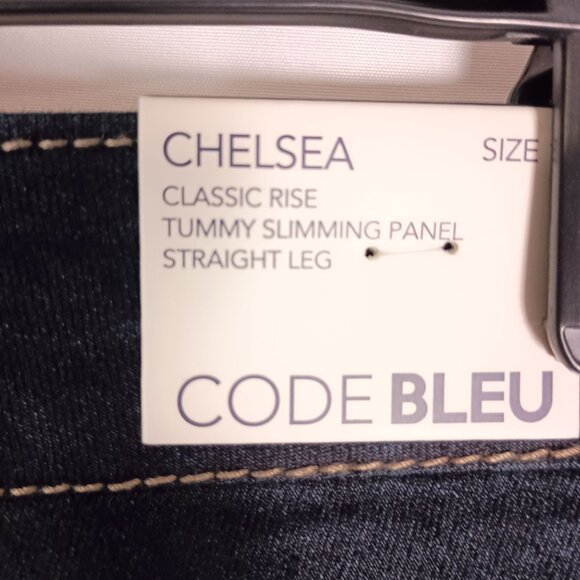 CHELSEA SIZE
CLASSIC RISE
TUMMY SLIMMING PANEL
STRAIGHT LEG
CODE BLEU